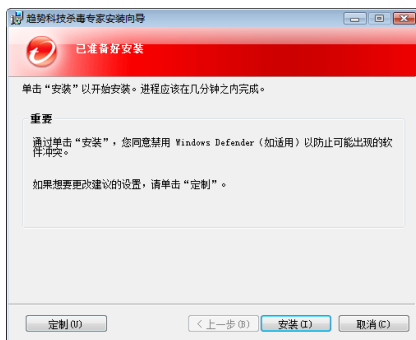 趋势科技杀毒专家安装向导
已准备好安装
单击“安装”以开始安装。进程应该在几分钟之内完成。
重要
通过单击“安装”，您同意禁用 Windows Defender（如适用）以防止可能出现的软
件冲突。
如果想要更改建议的设置，请单击“定制”。
定制(U)
<上一步(B)
安装(I)
取消(C)